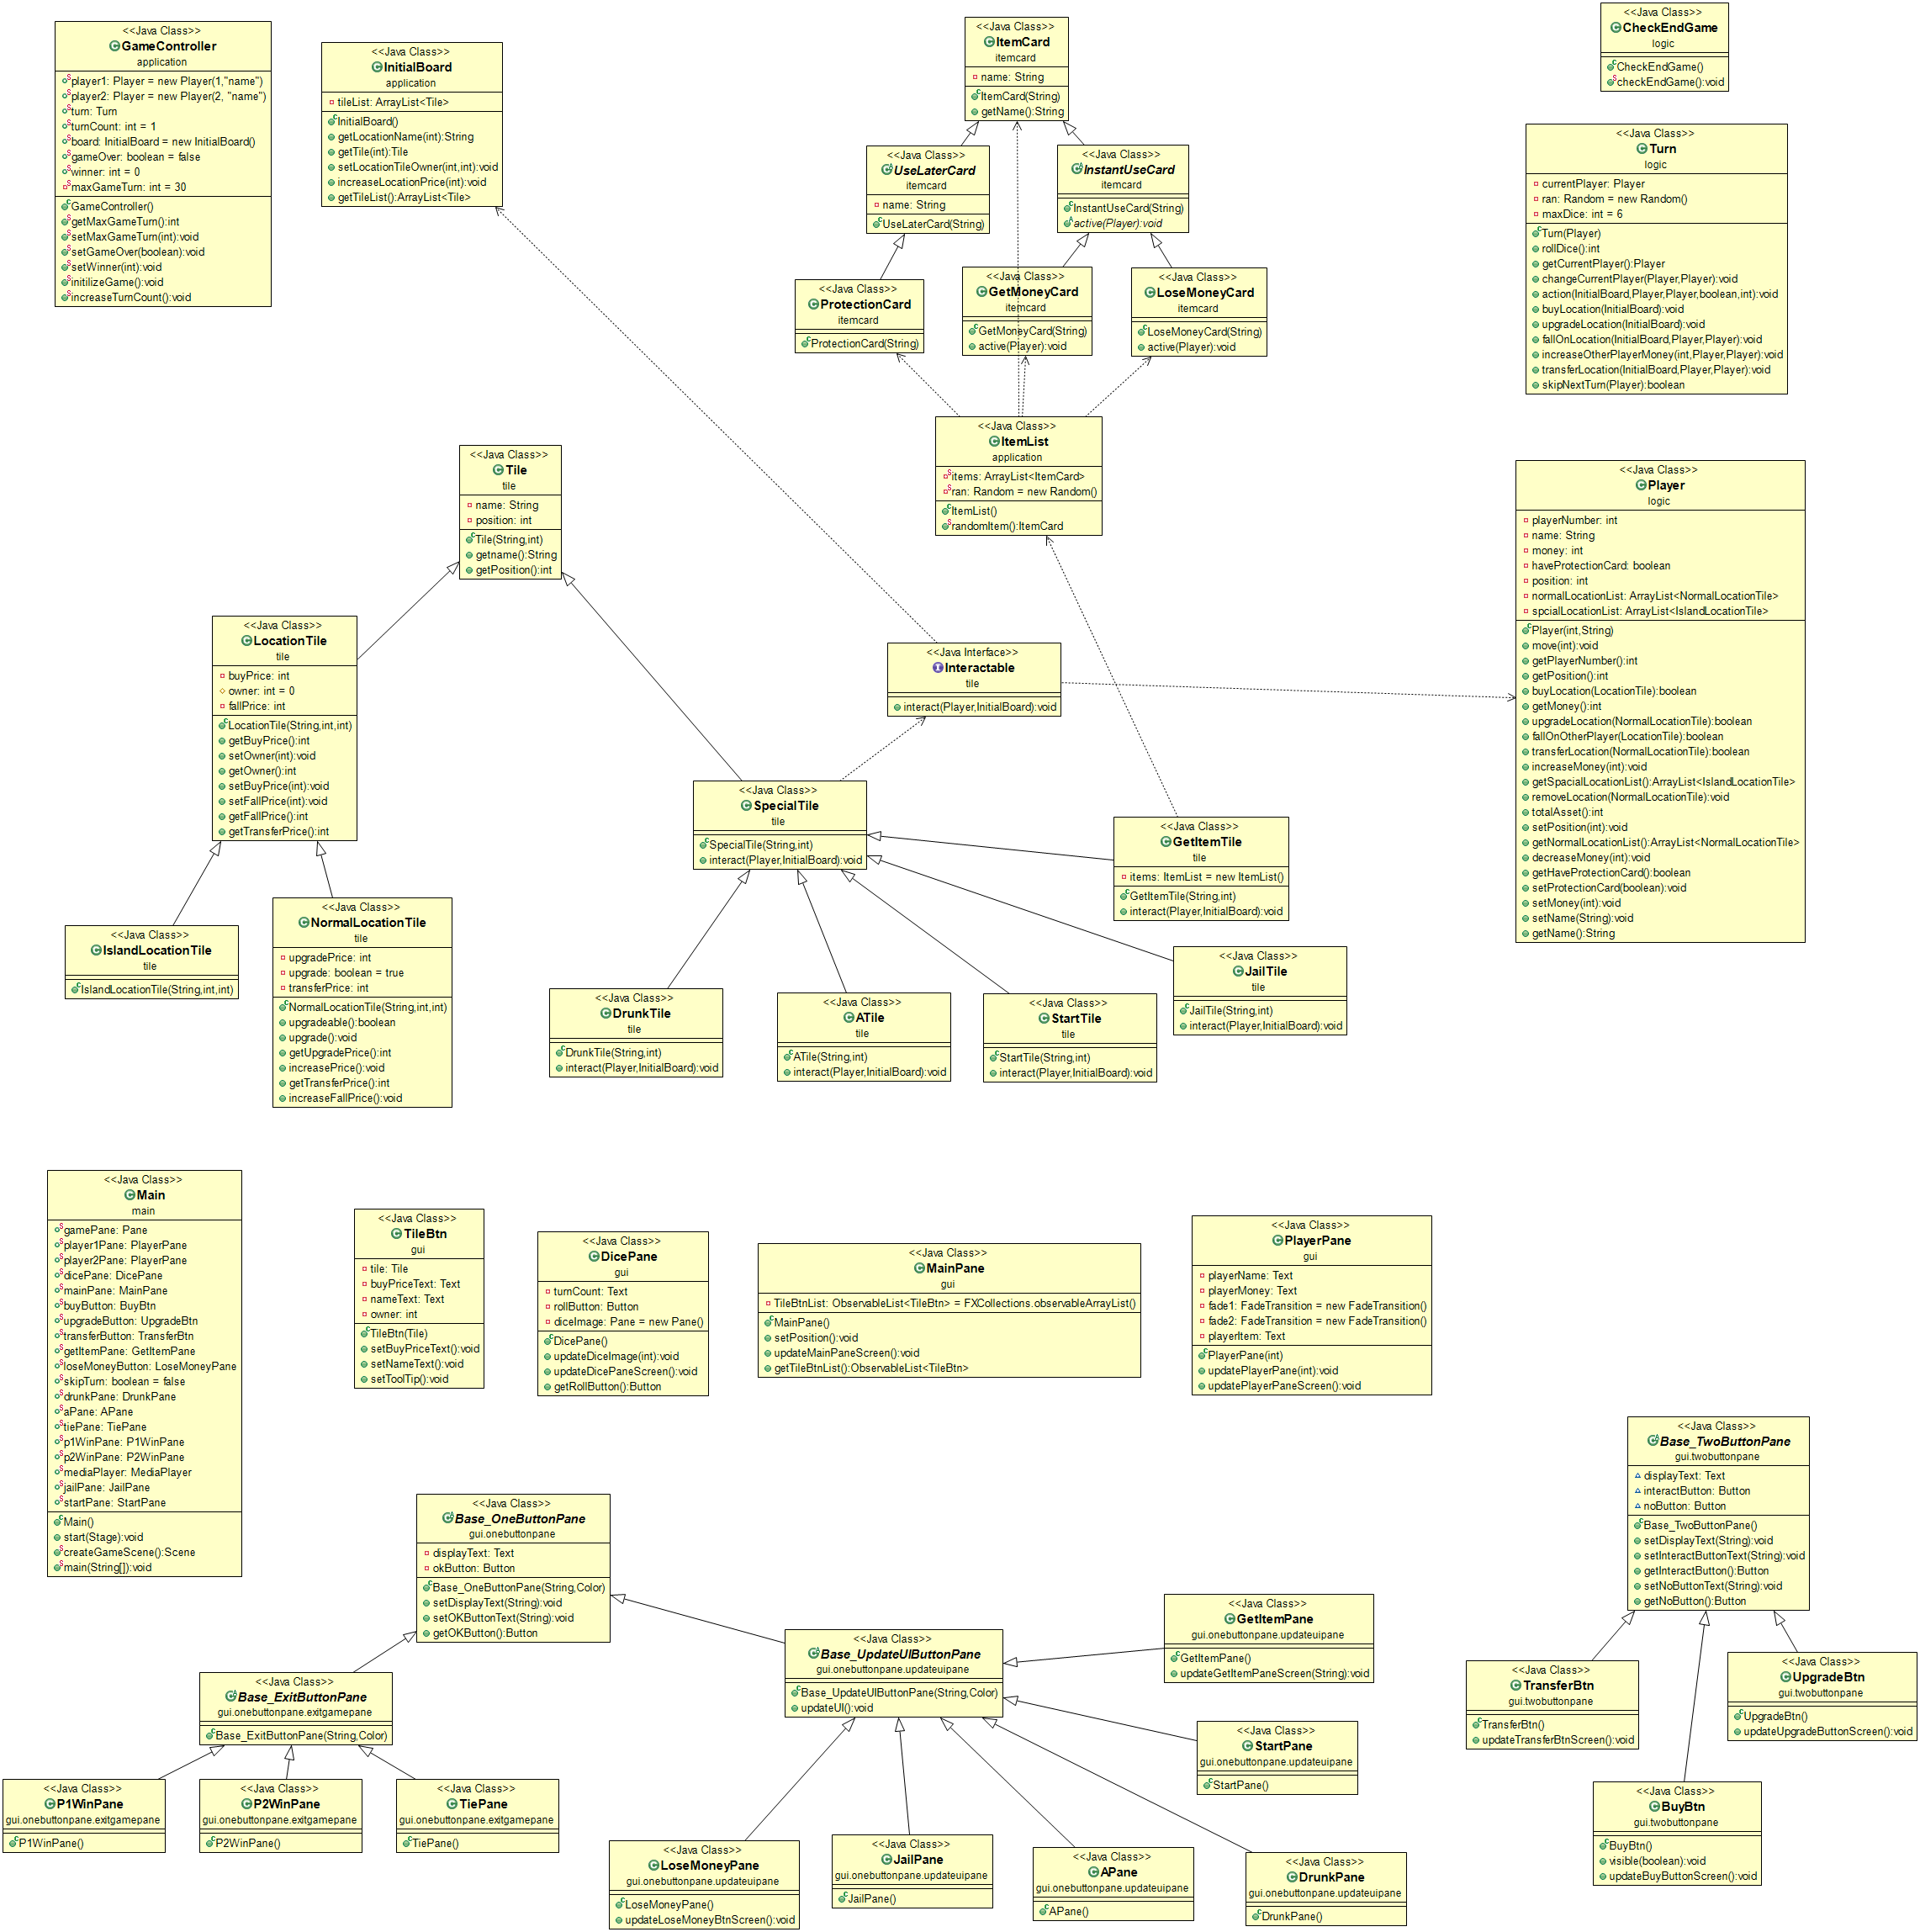 <<Java Class>>
GameController
application
player1: Player = new Player(1,"name")
player2: Player = new Player(2, "name")
turn: Turn
turnCount: int = 1
board: InitialBoard = new InitialBoard()
gameOver: boolean = false
winner: int = 0
maxGameTurn: int = 30
GameController()
getMaxGameTurn():int
setMaxGameTurn(int):void
setGameOver(boolean):void
setWinner(int):void
initilizeGame():void
increaseTurnCount():void
<<Java Class>>
InitialBoard
application
tileList: ArrayList<Tile>
InitialBoard()
getLocationName(int):String
getTile(int):Tile
setLocationTileOwner(int,int):void
increaseLocationPrice(int):void
getTileList():ArrayList<Tile>
<<Java Class>>
ItemCard
itemcard
name: String
ItemCard(String)
getName():String
<<Java Class>>
CheckEndGame
logic
CheckEndGame()
checkEndGame():void
<<Java Class>>
UseLaterCard
itemcard
name: String
UseLaterCard(String)
<<Java Class>>
InstantUseCard
itemcard
InstantUseCard(String)
active(Player):void
<<Java Class>>
Turn
logic
currentPlayer: Player
ran: Random = new Random()
maxDice: int = 6
Turn(Player)
rollDice():int
getCurrentPlayer():Player
changeCurrentPlayer(Player,Player):void
action(InitialBoard,Player,Player,boolean,int):void
buyLocation(InitialBoard):void
upgradeLocation(InitialBoard):void
fallOnLocation(InitialBoard,Player,Player):void
increaseOtherPlayerMoney(int,Player,Player):void
transferLocation(InitialBoard,Player,Player):void
skipNextTurn(Player):boolean
<<Java Class>>
ProtectionCard
itemcard
ProtectionCard(String)
<<Java Class>>
GetMoneyCard
itemcard
GetMoneyCard(String)
active(Player):void
<<Java Class>>
LoseMoneyCard
itemcard
LoseMoneyCard(String)
active(Player):void
<<Java Class>>
ItemList
application
items: ArrayList<ItemCard>
ran: Random = new Random()
ItemList()
randomItem():ItemCard
<<Java Class>>
Tile
tile
name: String
position: int
Tile(String,int)
getname():String
getPosition():int
<<Java Class>>
Player
logic
playerNumber: int
name: String
money: int
haveProtectionCard: boolean
position: int
normalLocationList: ArrayList<NormalLocationTile>
spcialLocationList: ArrayList<IslandLocationTile>
Player(int,String)
move(int):void
getPlayerNumber():int
getPosition():int
buyLocation(LocationTile):boolean
getMoney():int
upgradeLocation(NormalLocationTile):boolean
fallOnOtherPlayer(LocationTile):boolean
transferLocation(NormalLocationTile):boolean
increaseMoney(int):void
getSpacialLocationList():ArrayList<IslandLocationTile>
removeLocation(NormalLocationTile):void
totalAsset():int
setPosition(int):void
getNormalLocationList():ArrayList<NormalLocationTile>
decreaseMoney(int):void
getHaveProtectionCard():boolean
setProtectionCard(boolean):void
setMoney(int):void
setName(String):void
getName():String
<<Java Class>>
LocationTile
tile
buyPrice: int
owner: int = 0
fallPrice: int
LocationTile(String,int,int)
getBuyPrice():int
setOwner(int):void
getOwner():int
setBuyPrice(int):void
setFallPrice(int):void
getFallPrice():int
getTransferPrice():int
<<Java Interface>>
Interactable
tile
interact(Player,InitialBoard):void
<<Java Class>>
SpecialTile
tile
SpecialTile(String,int)
interact(Player,InitialBoard):void
<<Java Class>>
GetItemTile
tile
items: ItemList = new ItemList()
GetItemTile(String,int)
interact(Player,InitialBoard):void
<<Java Class>>
IslandLocationTile
tile
IslandLocationTile(String,int,int)
<<Java Class>>
NormalLocationTile
tile
upgradePrice: int
upgrade: boolean = true
transferPrice: int
NormalLocationTile(String,int,int)
upgradeable():boolean
upgrade():void
getUpgradePrice():int
increasePrice():void
getTransferPrice():int
increaseFallPrice():void
<<Java Class>>
JailTile
tile
JailTile(String,int)
interact(Player,InitialBoard):void
<<Java Class>>
DrunkTile
tile
DrunkTile(String,int)
interact(Player,InitialBoard):void
<<Java Class>>
ATile
tile
ATile(String,int)
interact(Player,InitialBoard):void
<<Java Class>>
StartTile
tile
StartTile(String,int)
interact(Player,InitialBoard):void
<<Java Class>>
Main
main
gamePane: Pane
player1Pane: PlayerPane
player2Pane: PlayerPane
dicePane: DicePane
mainPane: MainPane
buyButton: BuyBtn
upgradeButton: UpgradeBtn
transferButton: TransferBtn
getItemPane: GetItemPane
loseMoneyButton: LoseMoneyPane
skipTurn: boolean = false
drunkPane: DrunkPane
aPane: APane
tiePane: TiePane
p1WinPane: P1WinPane
p2WinPane: P2WinPane
mediaPlayer: MediaPlayer
jailPane: JailPane
startPane: StartPane
Main()
start(Stage):void
createGameScene():Scene
main(String[]):void
<<Java Class>>
TileBtn
gui
tile: Tile
buyPriceText: Text
nameText: Text
owner: int
TileBtn(Tile)
setBuyPriceText():void
setNameText():void
setToolTip():void
<<Java Class>>
DicePane
gui
turnCount: Text
rollButton: Button
diceImage: Pane = new Pane()
DicePane()
updateDiceImage(int):void
updateDicePaneScreen():void
getRollButton():Button
<<Java Class>>
MainPane
gui
TileBtnList: ObservableList<TileBtn> = FXCollections.observableArrayList()
MainPane()
setPosition():void
updateMainPaneScreen():void
getTileBtnList():ObservableList<TileBtn>
<<Java Class>>
PlayerPane
gui
playerName: Text
playerMoney: Text
fade1: FadeTransition = new FadeTransition()
fade2: FadeTransition = new FadeTransition()
playerItem: Text
PlayerPane(int)
updatePlayerPane(int):void
updatePlayerPaneScreen():void
<<Java Class>>
Base_TwoButtonPane
gui.twobuttonpane
displayText: Text
interactButton: Button
noButton: Button
Base_TwoButtonPane()
setDisplayText(String):void
setInteractButtonText(String):void
getInteractButton():Button
setNoButtonText(String):void
getNoButton():Button
<<Java Class>>
Base_OneButtonPane
gui.onebuttonpane
displayText: Text
okButton: Button
Base_OneButtonPane(String,Color)
setDisplayText(String):void
setOKButtonText(String):void
getOKButton():Button
<<Java Class>>
GetItemPane
gui.onebuttonpane.updateuipane
GetItemPane()
updateGetItemPaneScreen(String):void
<<Java Class>>
Base_UpdateUIButtonPane
gui.onebuttonpane.updateuipane
Base_UpdateUIButtonPane(String,Color)
updateUI():void
<<Java Class>>
Base_ExitButtonPane
gui.onebuttonpane.exitgamepane
Base_ExitButtonPane(String,Color)
<<Java Class>>
TransferBtn
gui.twobuttonpane
TransferBtn()
updateTransferBtnScreen():void
<<Java Class>>
UpgradeBtn
gui.twobuttonpane
UpgradeBtn()
updateUpgradeButtonScreen():void
<<Java Class>>
StartPane
gui.onebuttonpane.updateuipane
StartPane()
<<Java Class>>
P1WinPane
gui.onebuttonpane.exitgamepane
P1WinPane()
<<Java Class>>
P2WinPane
gui.onebuttonpane.exitgamepane
P2WinPane()
<<Java Class>>
TiePane
gui.onebuttonpane.exitgamepane
TiePane()
<<Java Class>>
BuyBtn
gui.twobuttonpane
BuyBtn()
visible(boolean):void
updateBuyButtonScreen():void
<<Java Class>>
LoseMoneyPane
gui.onebuttonpane.updateuipane
LoseMoneyPane()
updateLoseMoneyBtnScreen():void
<<Java Class>>
JailPane
gui.onebuttonpane.updateuipane
JailPane()
<<Java Class>>
APane
gui.onebuttonpane.updateuipane
APane()
<<Java Class>>
DrunkPane
gui.onebuttonpane.updateuipane
DrunkPane()